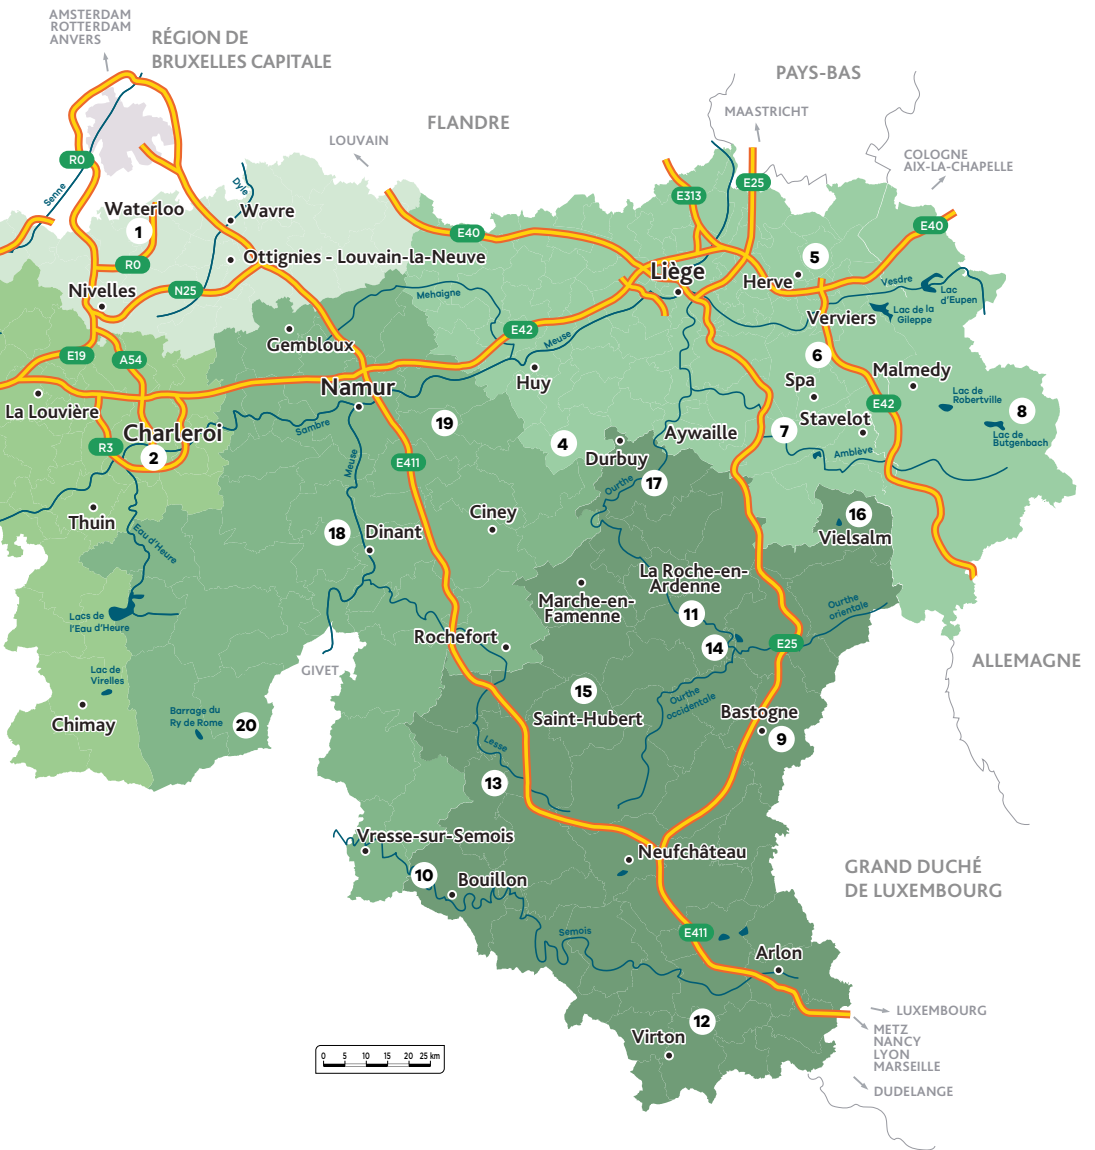 AMSTERDAM
ROTTERDAM
ANVERS
RÉGION DE
BRUXELLES CAPITALE
PAYS-BAS
MAASTRICHT
FLANDRE
LOUVAIN
COLOGNE
AIX-LA-CHAPELLE
R0
Senne
Dyle
E313
E25
Waterloo
1
Wavre
E40
E40
R0
Ottignies - Louvain-la-Neuve
5
Liège
Herve
Nivelles
N25
Mehaigne
Vesdre
Lac
d'Eupen
Lac de la
Gileppe
Verviers
Gembloux
E42
Meuse
E19
A54
6
Namur
Huy
Spa
Malmedy
La Louvière
Stavelot
E42
Lac de
Robertville
8
Lac de
Butgenbach
Charleroi
Sambre
19
4
Aywaille
7
R3
2
Meuse
E411
Durbuy
Amblève
Ourthe
17
Thuin
Eau d'Heure
18
Dinant
Ciney
16
Vielsalm
La Roche-en-
Ardenne
Marche-en-
Famenne
11
Ourthe
orientale
Lacs de
l'Eau d'Heure
Rochefort
14
E25
GIVET
ALLEMAGNE
Lac de
Virelles
15
Saint-Hubert
Ourthe
occidentale
Chimay
Barrage du
Ry de Rome
20
Bastogne
9
Lesse
13
Vresse-sur-Semois
Neufchâteau
10
Bouillon
GRAND DUCHÉ
DE LUXEMBOURG
Semois
E411
Arlon
12
Virton
LUXEMBOURG
METZ
NANCY
LYON
MARSEILLE
DUDELANGE
0 5 10 15 20 25 km